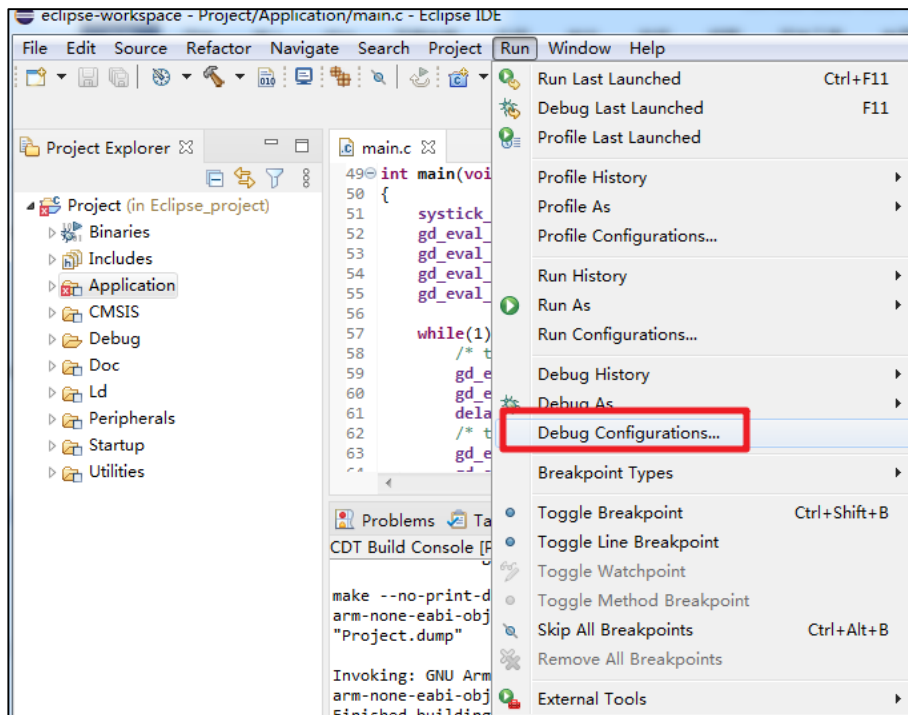 eclipse-workspace - Project/Application/main.c - Eclipse IDE
File Edit Source Refactor Navigate Search Project Run Window Help
Project Explorer
Project (in Eclipse_project)
Binaries
Includes
Application
CMSIS
Debug
Doc
Ld
Peripherals
Startup
Utilities
main.c
49 int main(voi
50 {
51 systick_
52 gd_eval_
53 gd_eval_
54 gd_eval_
55 gd_eval_
56
57 while(1)
58 /* t
59 gd_e
60 gd_e
61 dela
62 /* t
63 gd_e
Problems Ta
CDT Build Console [P
make --no-print-d
arm-none-eabi-obj
"Project.dump"
Invoking: GNU Arm
arm-none-eabi-obj
Finished building
Run Last Launched Ctrl+F11
Debug Last Launched F11
Profile Last Launched
Profile History
Profile As
Profile Configurations...
Run History
Run As
Run Configurations...
Debug History
Debug As
Debug Configurations...
Breakpoint Types
Toggle Breakpoint Ctrl+Shift+B
Toggle Line Breakpoint
Toggle Watchpoint
Toggle Method Breakpoint
Skip All Breakpoints Ctrl+Alt+B
Remove All Breakpoints
External Tools